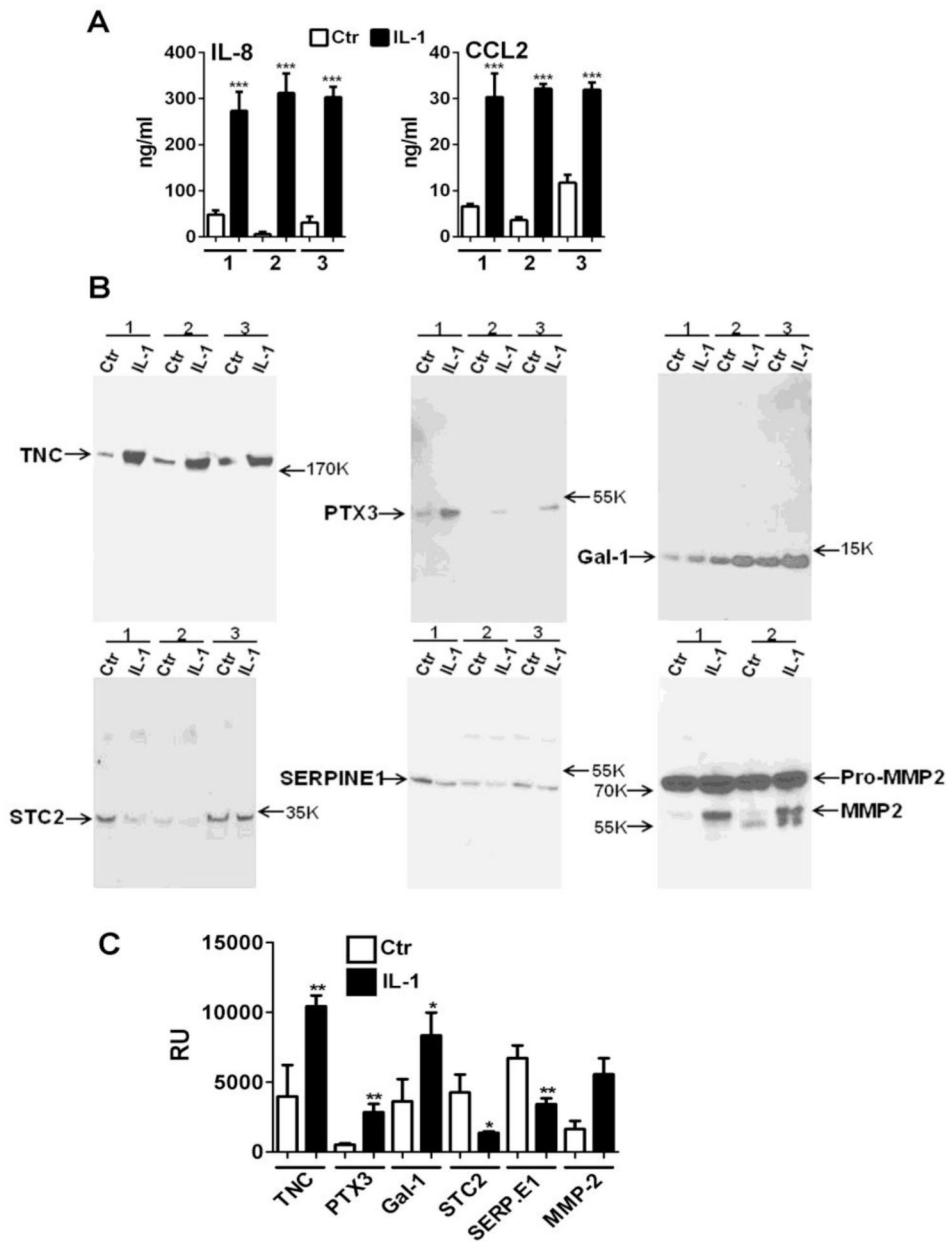 A
Ctr IL-1
IL-8
CCL2
400
300
200
100
0
ng/ml
*** *** ***
1 2 3
40
30
20
10
0
ng/ml
*** *** ***
1 2 3
B
1 2 3
Ctr IL-1 Ctr IL-1 Ctr IL-1
TNC
170K
1 2 3
Ctr IL-1 Ctr IL-1 Ctr IL-1
PTX3
55K
1 2 3
Ctr IL-1 Ctr IL-1 Ctr IL-1
Gal-1
15K
1 2 3
Ctr IL-1 Ctr IL-1 Ctr IL-1
STC2
35K
1 2 3
Ctr IL-1 Ctr IL-1 Ctr IL-1
SERPINE1
55K
1 2
Ctr IL-1 Ctr IL-1
70K
Pro-MMP2
55K
MMP2
C
Ctr
IL-1
15000
10000
5000
0
RU
** ** * * **
TNC PTX3 Gal-1 STC2 SERP.E1 MMP-2